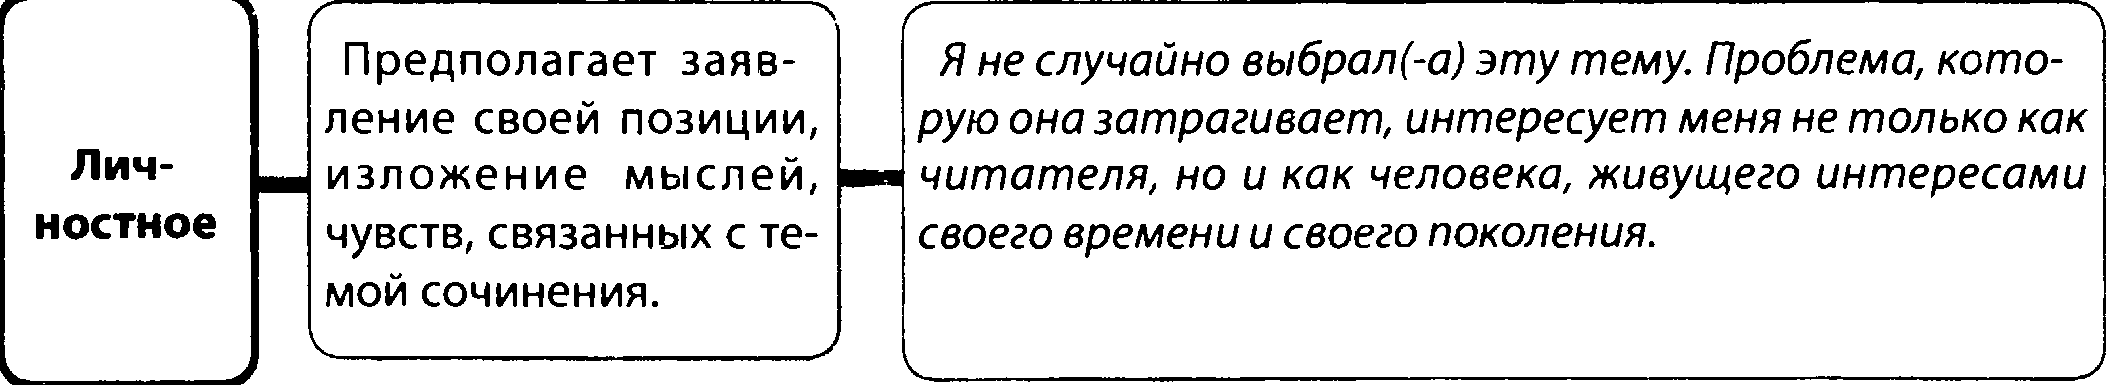 Лич-
ностное
Предполагает заяв-
ление своей позиции,
изложение мыслей,
чувств, связанных с те-
мой сочинения.
Я не случайно выбрал(-а) эту тему. Проблема, кото-
рую она затрагивает, интересует меня не только как
читателя, но и как человека, живущего интересами
своего времени и своего поколения.